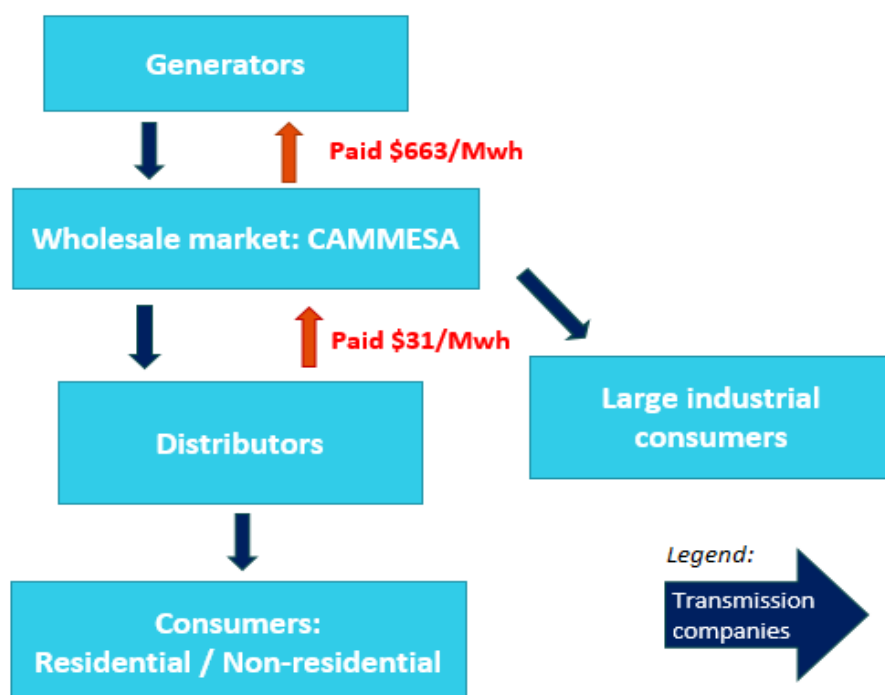 Generators
Paid $663/Mwh
Wholesale market: CAMMESA
Paid $31/Mwh
Large industrial
consumers
Distributors
Legend:
Transmission
companies
Consumers:
Residential / Non-residential